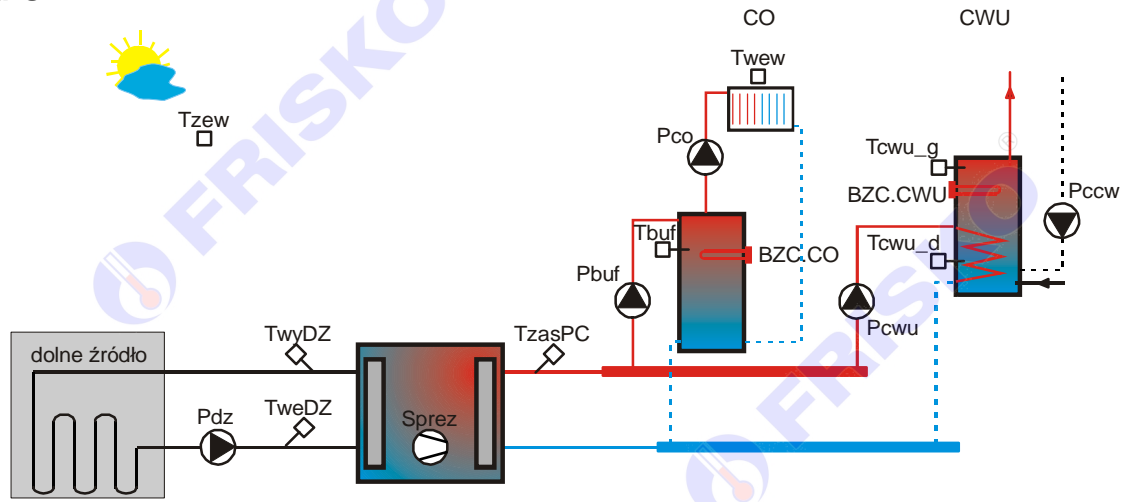 CO
CWU
Twew
Tzew
Pco
Tcwu_g
BZC.CWU
Pccw
Tbuf
BZC.CO
Tcwu_d
Pbuf
Pcwu
TwyDZ
TzasPC
dolne źródło
Pdz
TweDZ
Sprez
FRISKO
FRISKO
FRISKO®